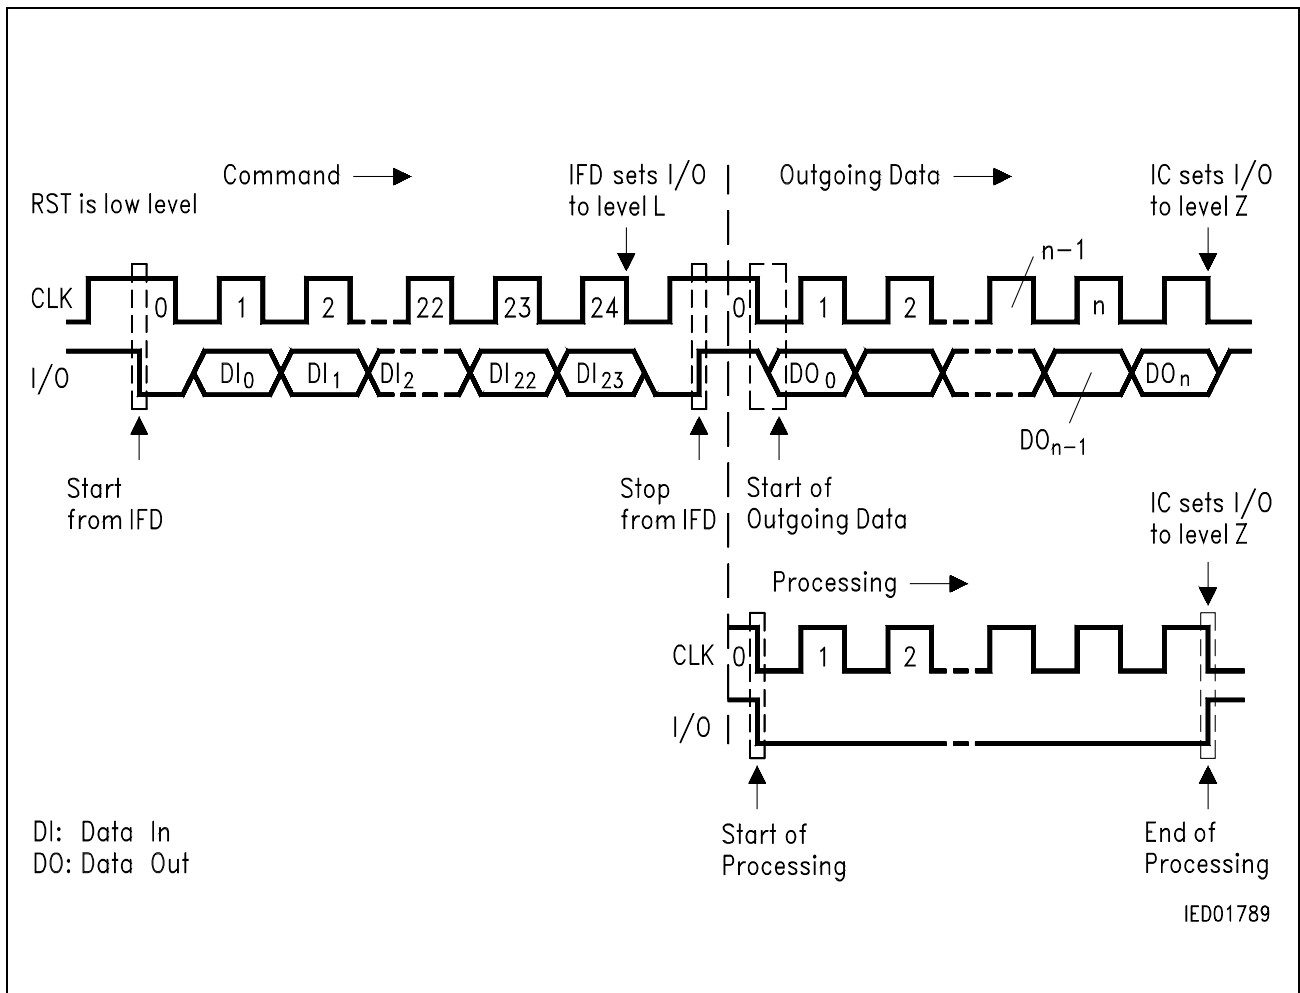 Command
IFD sets I/O
to level L
Outgoing Data
IC sets I/O
to level Z
RST is low level
n-1
CLK
0 1 2 22 23 24 0 1 2 n
I/O
DI0 DI1 DI2 DI22 DI23 DO0 DOn
DOn-1
Start
from IFD
Stop
from IFD
Start of
Outgoing Data
IC sets I/O
to level Z
Processing
CLK
0 1 2
I/O
Start of
Processing
End of
Processing
DI: Data In
DO: Data Out
IED01789